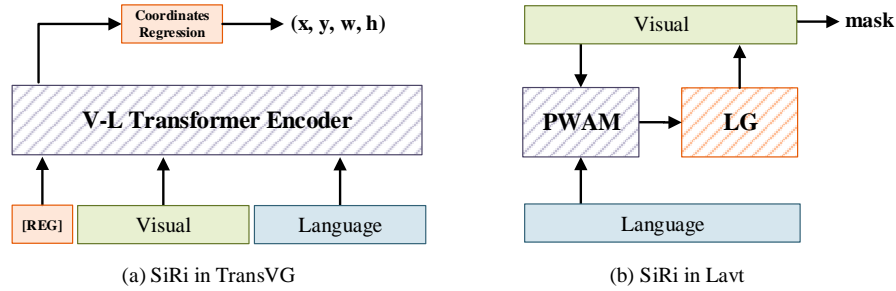 Coordinates
Regression
(x, y, w, h)
V-L Transformer Encoder
[REG]
Visual
Language
(a) SiRi in TransVG
Visual
mask
PWAM
LG
Language
(b) SiRi in Lavt